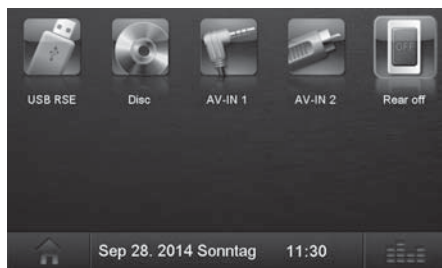 OFF
USB RSE Disc AV-IN 1 AV-IN 2 Rear off
Sep 28. 2014 Sonntag 11:30